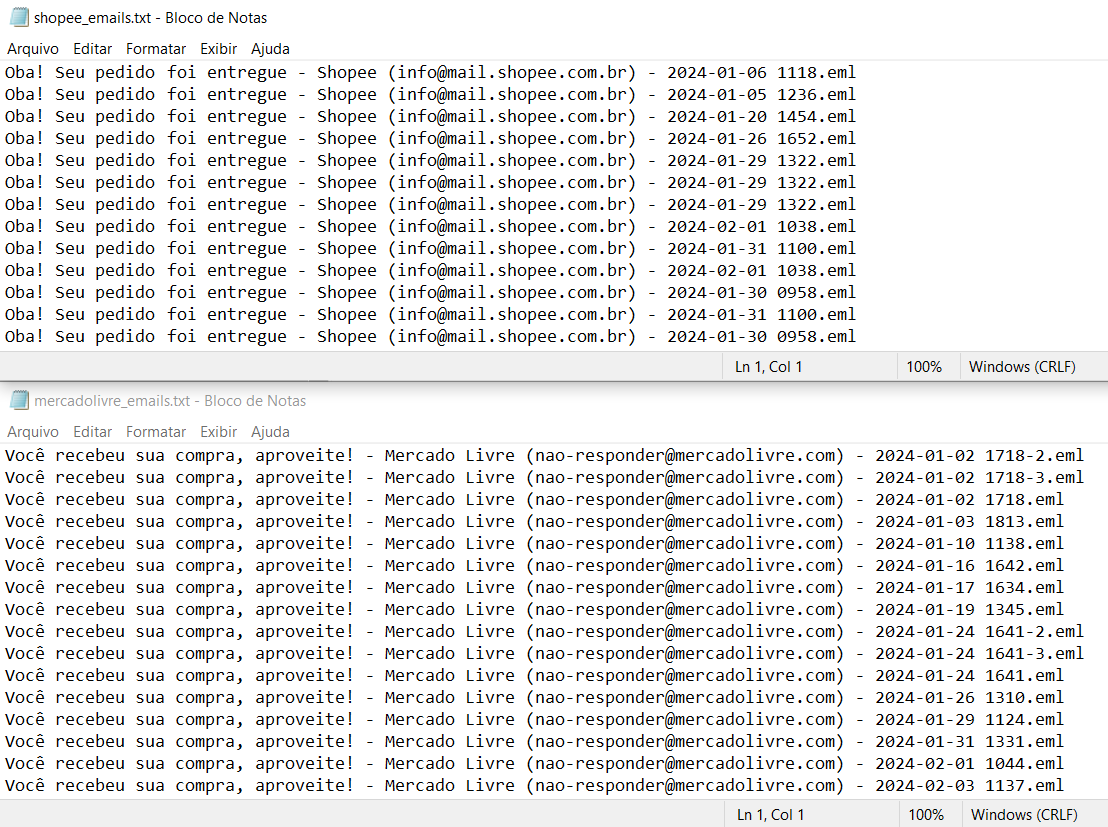 shopee_emails.txt - Bloco de Notas
Arquivo Editar Formatar Exibir Ajuda
Oba! Seu pedido foi entregue - Shopee (info@mail.shopee.com.br) - 2024-01-06 1118.eml
Oba! Seu pedido foi entregue - Shopee (info@mail.shopee.com.br) - 2024-01-05 1236.eml
Oba! Seu pedido foi entregue - Shopee (info@mail.shopee.com.br) - 2024-01-20 1454.eml
Oba! Seu pedido foi entregue - Shopee (info@mail.shopee.com.br) - 2024-01-26 1652.eml
Oba! Seu pedido foi entregue - Shopee (info@mail.shopee.com.br) - 2024-01-29 1322.eml
Oba! Seu pedido foi entregue - Shopee (info@mail.shopee.com.br) - 2024-01-29 1322.eml
Oba! Seu pedido foi entregue - Shopee (info@mail.shopee.com.br) - 2024-01-29 1322.eml
Oba! Seu pedido foi entregue - Shopee (info@mail.shopee.com.br) - 2024-02-01 1038.eml
Oba! Seu pedido foi entregue - Shopee (info@mail.shopee.com.br) - 2024-01-31 1100.eml
Oba! Seu pedido foi entregue - Shopee (info@mail.shopee.com.br) - 2024-02-01 1038.eml
Oba! Seu pedido foi entregue - Shopee (info@mail.shopee.com.br) - 2024-01-30 0958.eml
Oba! Seu pedido foi entregue - Shopee (info@mail.shopee.com.br) - 2024-01-31 1100.eml
Oba! Seu pedido foi entregue - Shopee (info@mail.shopee.com.br) - 2024-01-30 0958.eml
Ln 1, Col 1 100% Windows (CRLF)
mercadolivre_emails.txt - Bloco de Notas
Arquivo Editar Formatar Exibir Ajuda
Você recebeu sua compra, aproveite! - Mercado Livre (nao-responder@mercadolivre.com) - 2024-01-02 1718-2.eml
Você recebeu sua compra, aproveite! - Mercado Livre (nao-responder@mercadolivre.com) - 2024-01-02 1718-3.eml
Você recebeu sua compra, aproveite! - Mercado Livre (nao-responder@mercadolivre.com) - 2024-01-02 1718.eml
Você recebeu sua compra, aproveite! - Mercado Livre (nao-responder@mercadolivre.com) - 2024-01-03 1813.eml
Você recebeu sua compra, aproveite! - Mercado Livre (nao-responder@mercadolivre.com) - 2024-01-10 1138.eml
Você recebeu sua compra, aproveite! - Mercado Livre (nao-responder@mercadolivre.com) - 2024-01-16 1642.eml
Você recebeu sua compra, aproveite! - Mercado Livre (nao-responder@mercadolivre.com) - 2024-01-17 1634.eml
Você recebeu sua compra, aproveite! - Mercado Livre (nao-responder@mercadolivre.com) - 2024-01-19 1345.eml
Você recebeu sua compra, aproveite! - Mercado Livre (nao-responder@mercadolivre.com) - 2024-01-24 1641-2.eml
Você recebeu sua compra, aproveite! - Mercado Livre (nao-responder@mercadolivre.com) - 2024-01-24 1641-3.eml
Você recebeu sua compra, aproveite! - Mercado Livre (nao-responder@mercadolivre.com) - 2024-01-24 1641.eml
Você recebeu sua compra, aproveite! - Mercado Livre (nao-responder@mercadolivre.com) - 2024-01-26 1310.eml
Você recebeu sua compra, aproveite! - Mercado Livre (nao-responder@mercadolivre.com) - 2024-01-29 1124.eml
Você recebeu sua compra, aproveite! - Mercado Livre (nao-responder@mercadolivre.com) - 2024-01-31 1331.eml
Você recebeu sua compra, aproveite! - Mercado Livre (nao-responder@mercadolivre.com) - 2024-02-01 1044.eml
Você recebeu sua compra, aproveite! - Mercado Livre (nao-responder@mercadolivre.com) - 2024-02-03 1137.eml
Ln 1, Col 1 100% Windows (CRLF)